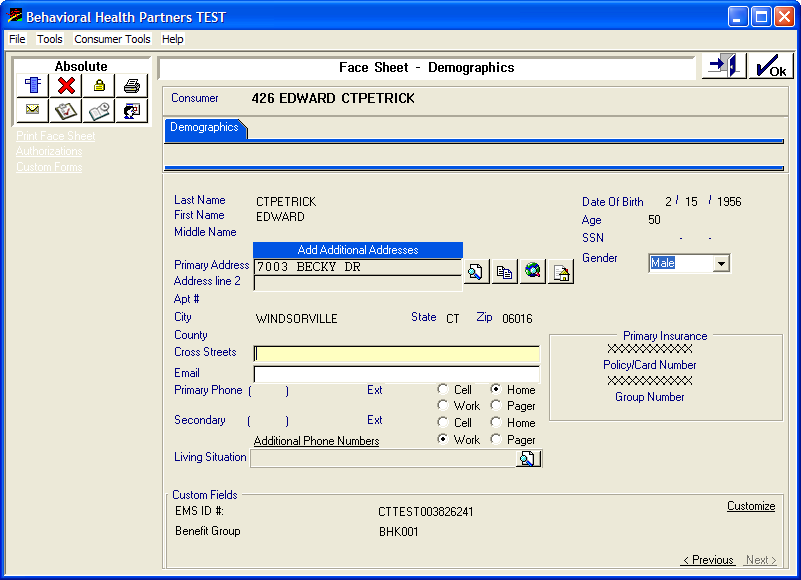 Behavioral Health Partners TEST
File Tools Consumer Tools Help
Absolute
Face Sheet - Demographics
Ok
Print Face Sheet
Authorizations
Custom Forms
Consumer 426 EDWARD CTPETRICK
Demographics
Last Name CTPETRICK
First Name EDWARD
Middle Name
Date Of Birth 2 / 15 / 1956
Age 50
SSN - -
Gender Male
Add Additional Addresses
Primary Address 7003 BECKY DR
Address line 2
Apt #
City WINDSORVILLE State CT Zip 06016
County
Cross Streets
Email
Primary Phone ( ) Ext Cell Home
Work Pager
Secondary ( ) Ext Cell Home
Additional Phone Numbers Work Pager
Living Situation
Primary Insurance
XXXXXXXXXXX
Policy/Card Number
XXXXXXXXXXX
Group Number
Custom Fields
EMS ID #: CTTEST003826241
Benefit Group BHK001
Customize
< Previous Next >